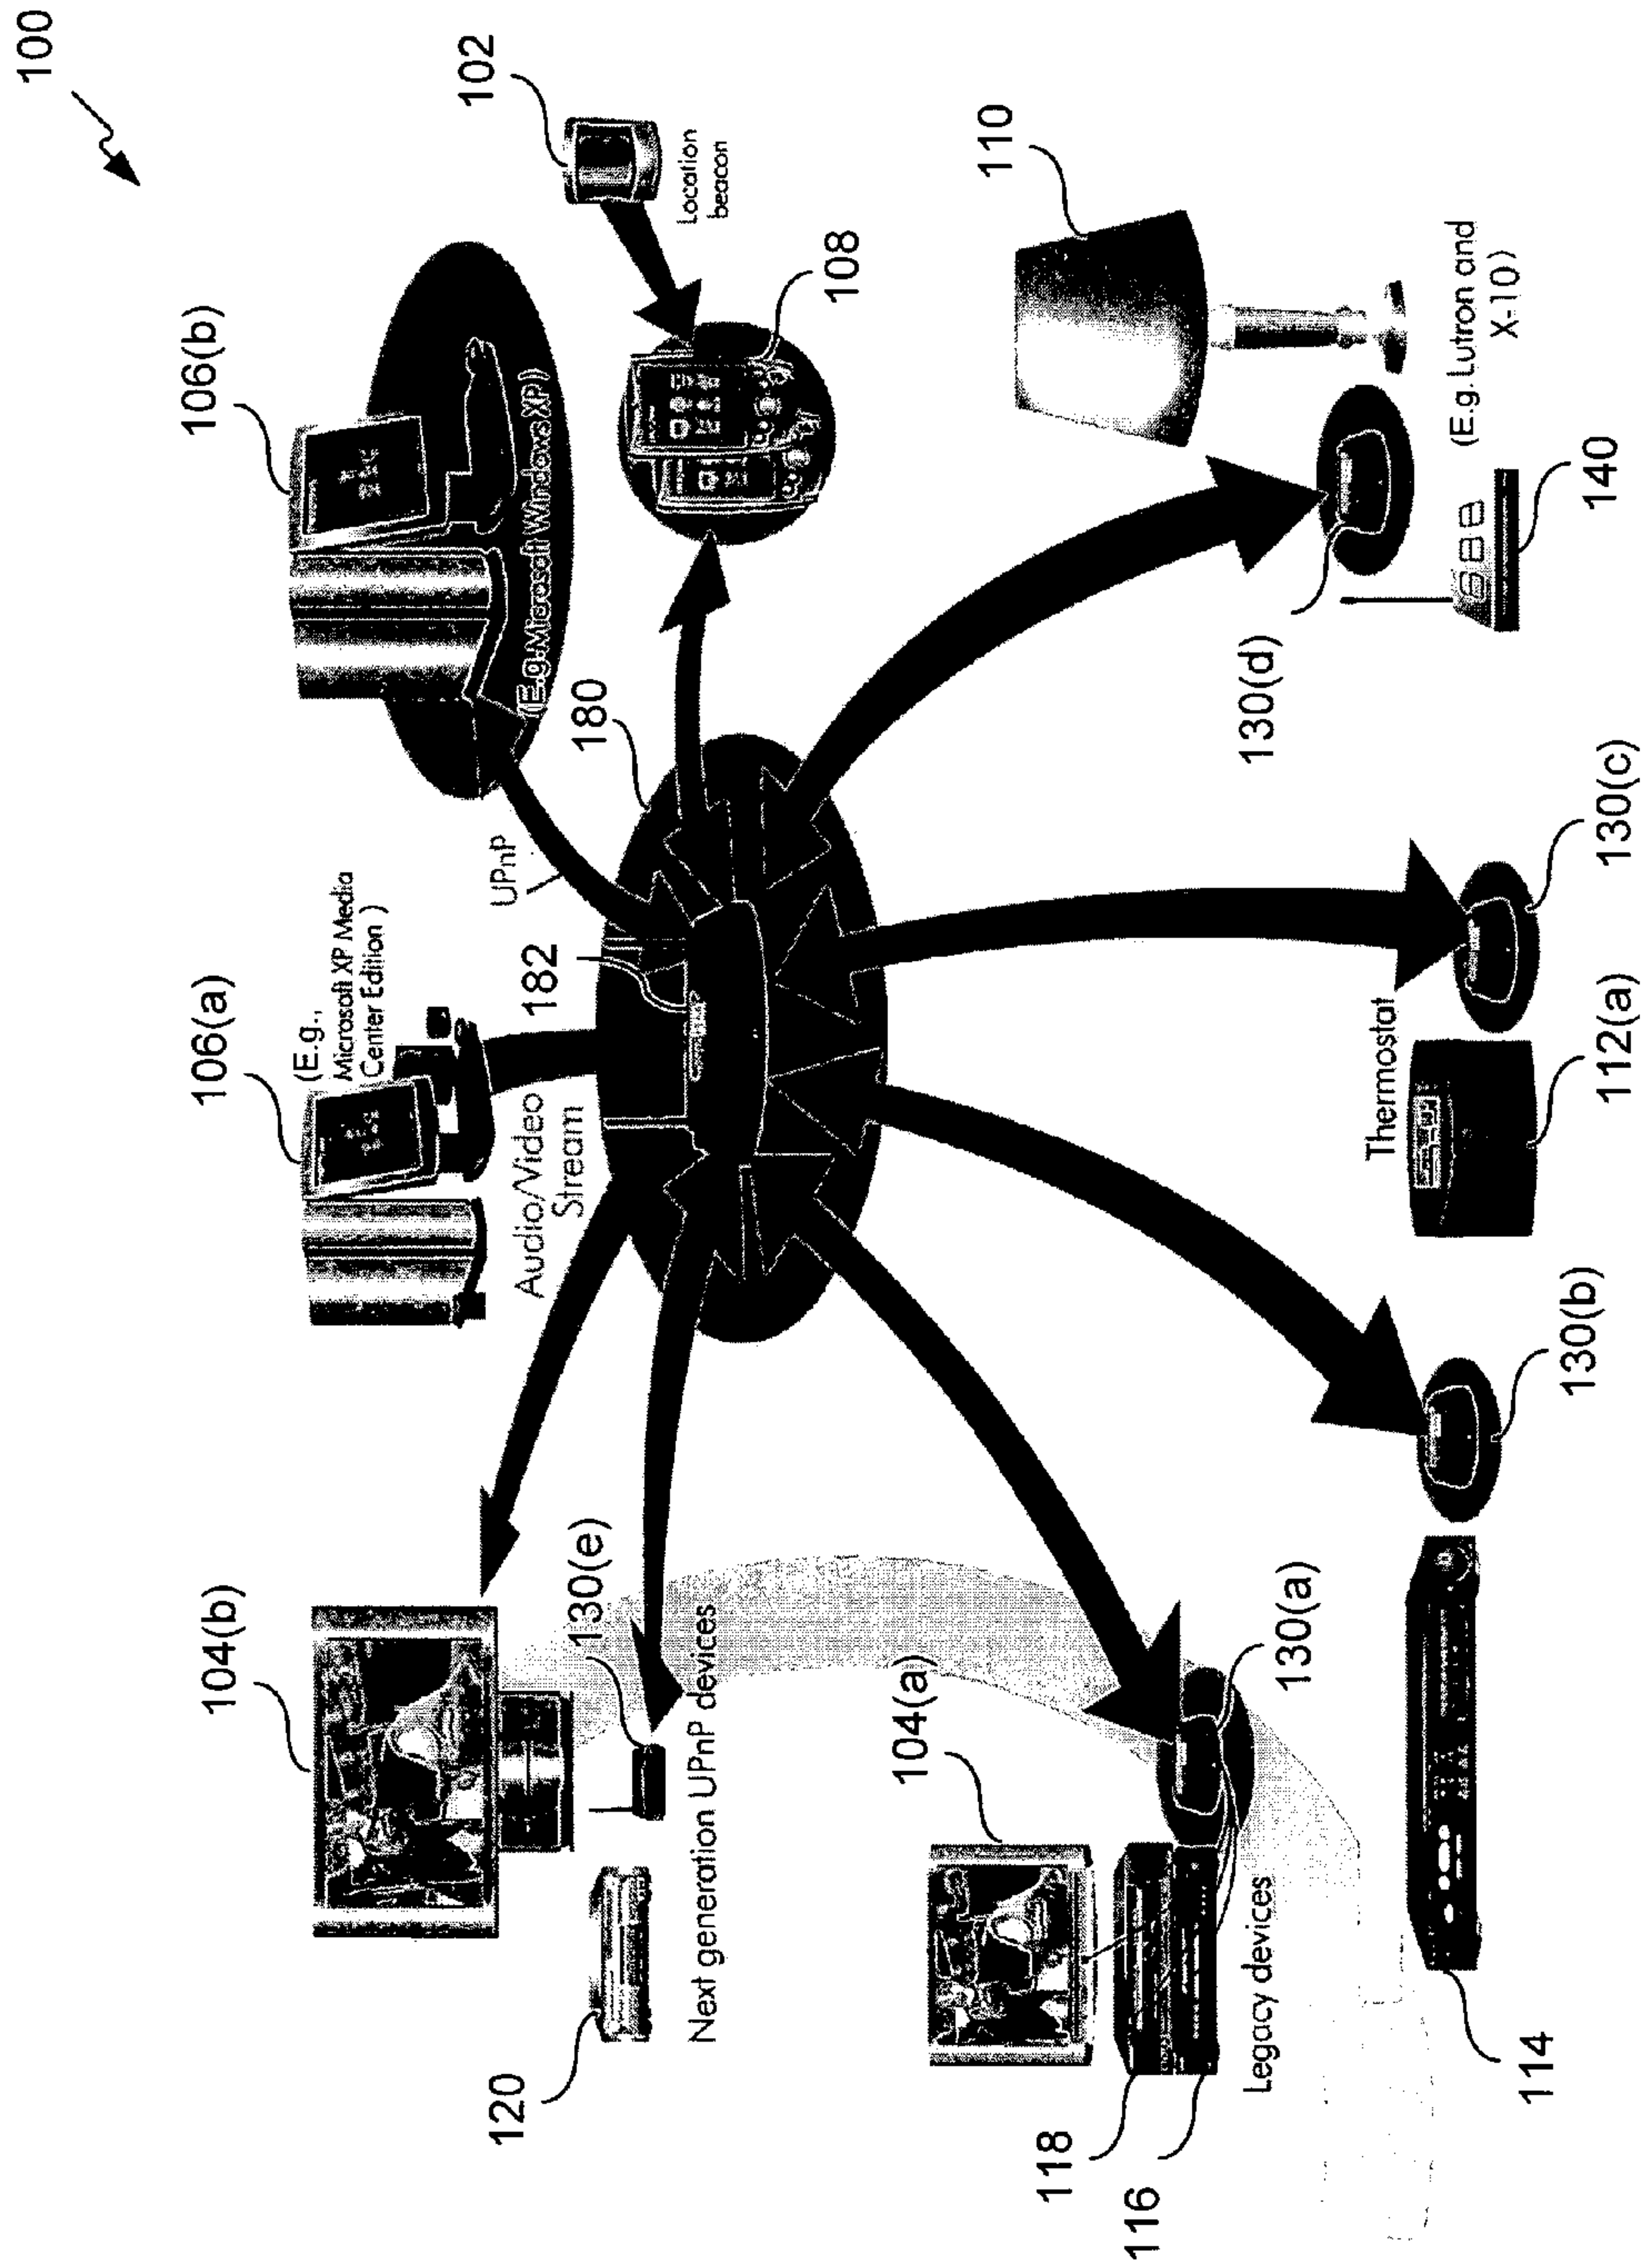 100
106(b)
106(a)
104(b)
(E.g.,
Microsoft XP Media
Center Edition )
102
Location
beacon
(E.g.Microsoft Windows XP)
UPnP
Audio/Video
Stream
182
180
108
120
130(e)
Next generation UPnP devices
110
104(a)
118
116
130(a)
Legacy devices
130(d)
(E.g. Lutron and
X-10)
140
Thermostat
130(c)
112(a)
130(b)
114